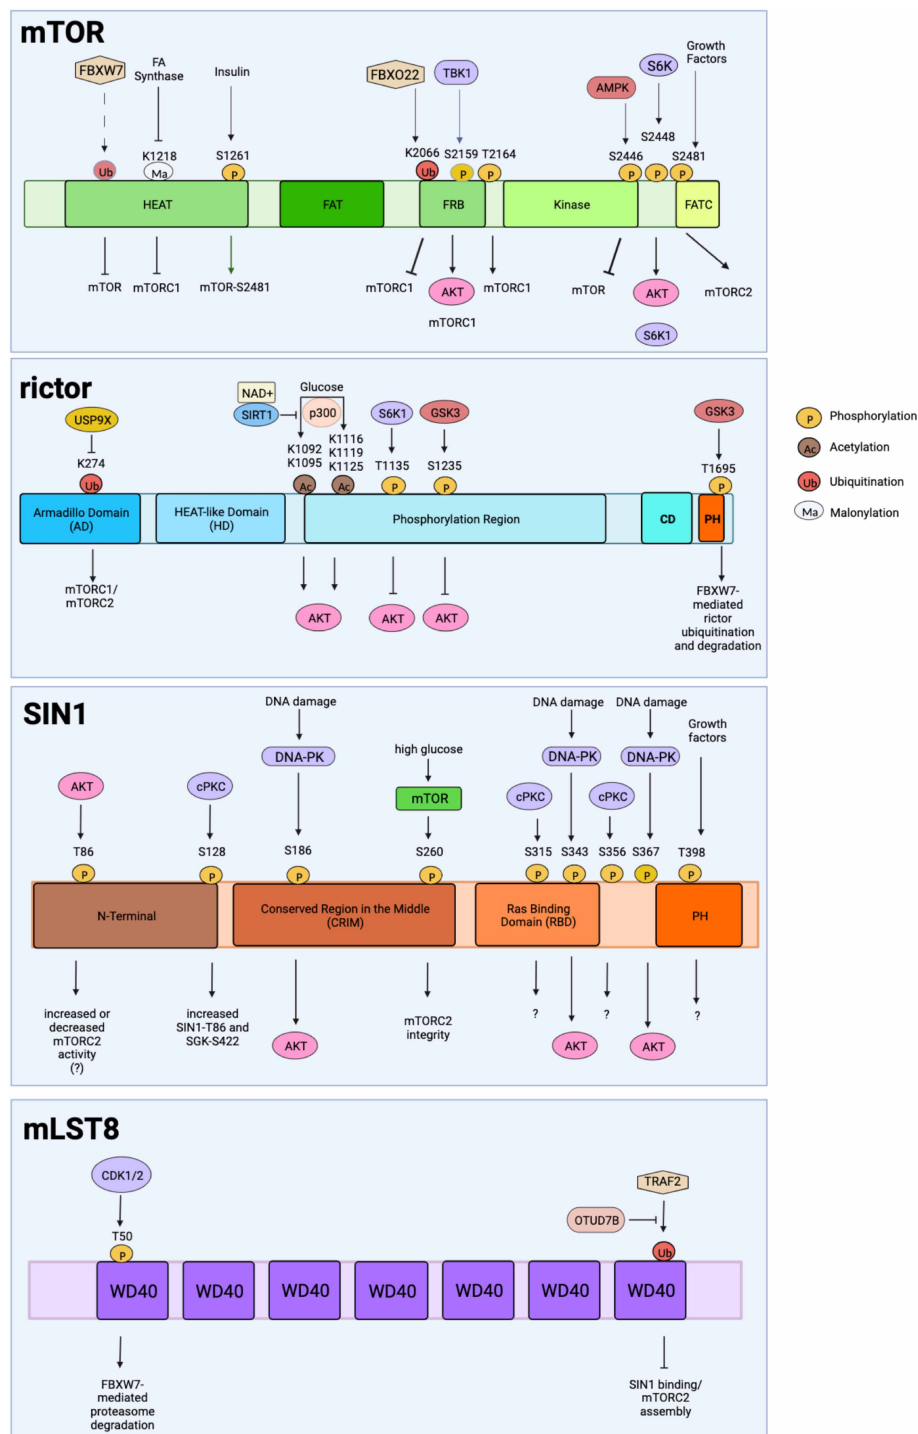 mTOR
FBXW7
FA
Synthase
Insulin
FBXO22
TBK1
AMPK
S6K
Growth
Factors
K1218
S1261
K2066
S2159
T2164
S2446
S2448
S2481
Ub
Ma
P
Ub
P
P
P
P
P
HEAT
FAT
FRB
Kinase
FATC
mTOR
mTORC1
mTOR-S2481
mTORC1
AKT
mTORC1
mTORC1
mTOR
AKT
S6K1
mTORC2
rictor
USP9X
K274
NAD+
SIRT1
Glucose
p300
K1092
K1095
K1116
K1119
K1125
S6K1
T1135
GSK3
S1235
GSK3
T1695
Ub
Ac
Ac
P
P
P
Armadillo Domain
(AD)
HEAT-like Domain
(HD)
Phosphorylation Region
CD
PH
mTORC1/
mTORC2
AKT
AKT
AKT
FBXW7-
mediated
rictor
ubiquitination
and degradation
P
Phosphorylation
Ac
Acetylation
Ub
Ubiquitination
Ma
Malonylation
SIN1
AKT
T86
cPKC
S128
DNA damage
DNA-PK
S186
high glucose
mTOR
S260
cPKC
S315
DNA damage
DNA-PK
S343
cPKC
S356
DNA damage
DNA-PK
S367
Growth
factors
T398
P
P
P
P
P
P
P
P
P
N-Terminal
Conserved Region in the Middle
(CRIM)
Ras Binding
Domain (RBD)
PH
increased or
decreased
mTORC2
activity
(?)
increased
SIN1-T86 and
SGK-S422
AKT
mTORC2
integrity
?
AKT
?
AKT
?
mLST8
CDK1/2
T50
P
TRAF2
OTUD7B
Ub
WD40
WD40
WD40
WD40
WD40
WD40
WD40
FBXW7-
mediated
proteasome
degradation
SIN1 binding/
mTORC2
assembly